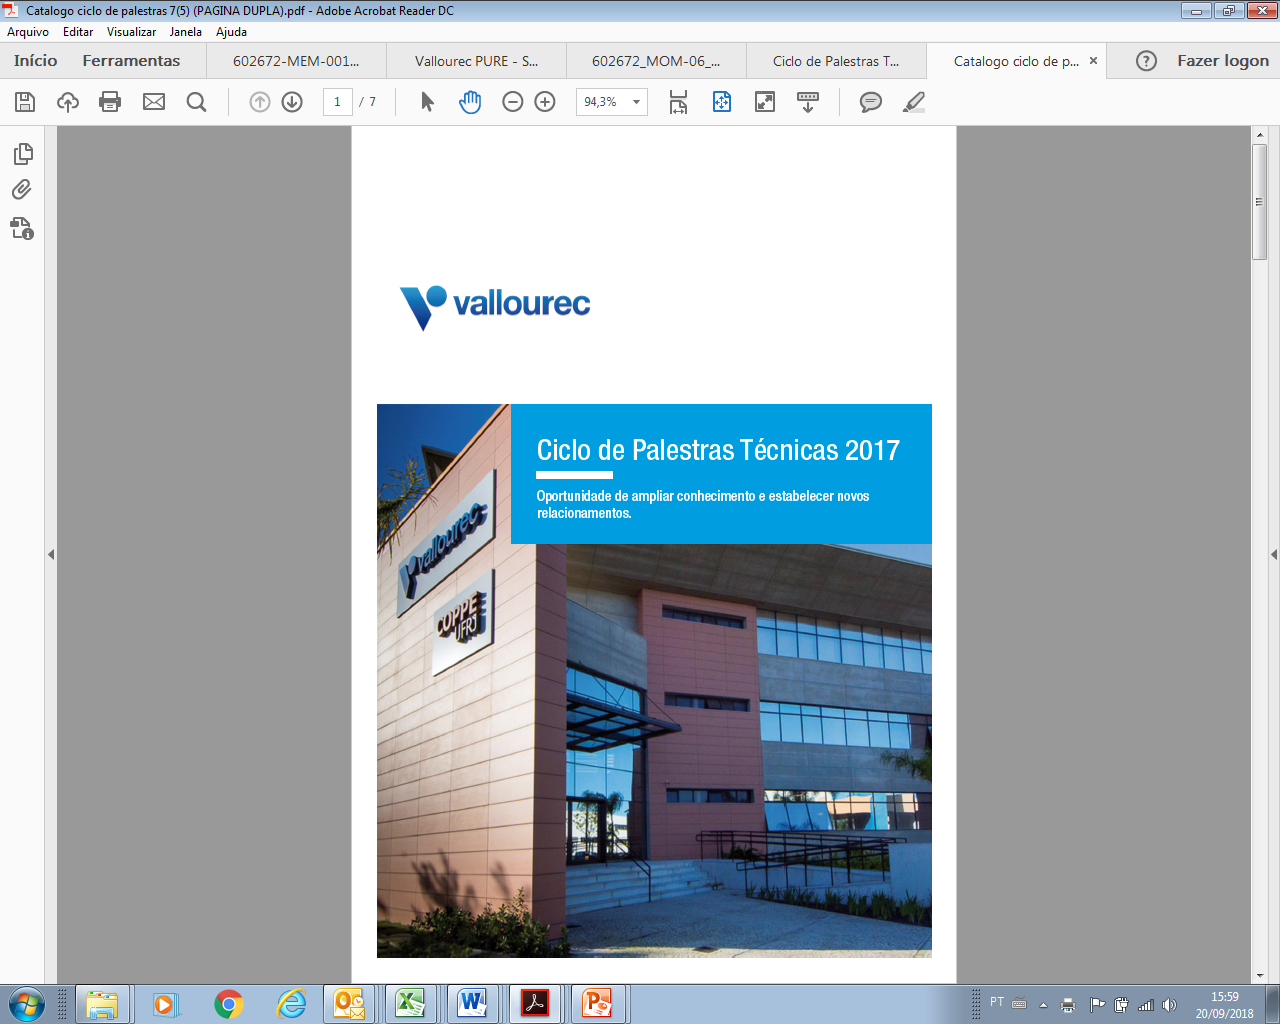 Catalogo ciclo de palestras 7(5) (PAGINA DUPLA).pdf - Adobe Acrobat Reader DC
Arquivo Editar Visualizar Janela Ajuda
Início Ferramentas 602672-MEM-001... Vallourec PURE - S... 602672_MOM-06_... Ciclo de Palestras T... Catalogo ciclo de p... × ? Fazer logon
1 / 7 94,3%
vallourec
Ciclo de Palestras Técnicas 2017
Oportunidade de ampliar conhecimento e estabelecer novos
relacionamentos.
vallourec
COPPE
UFRJ
PT 15:59
20/09/2018